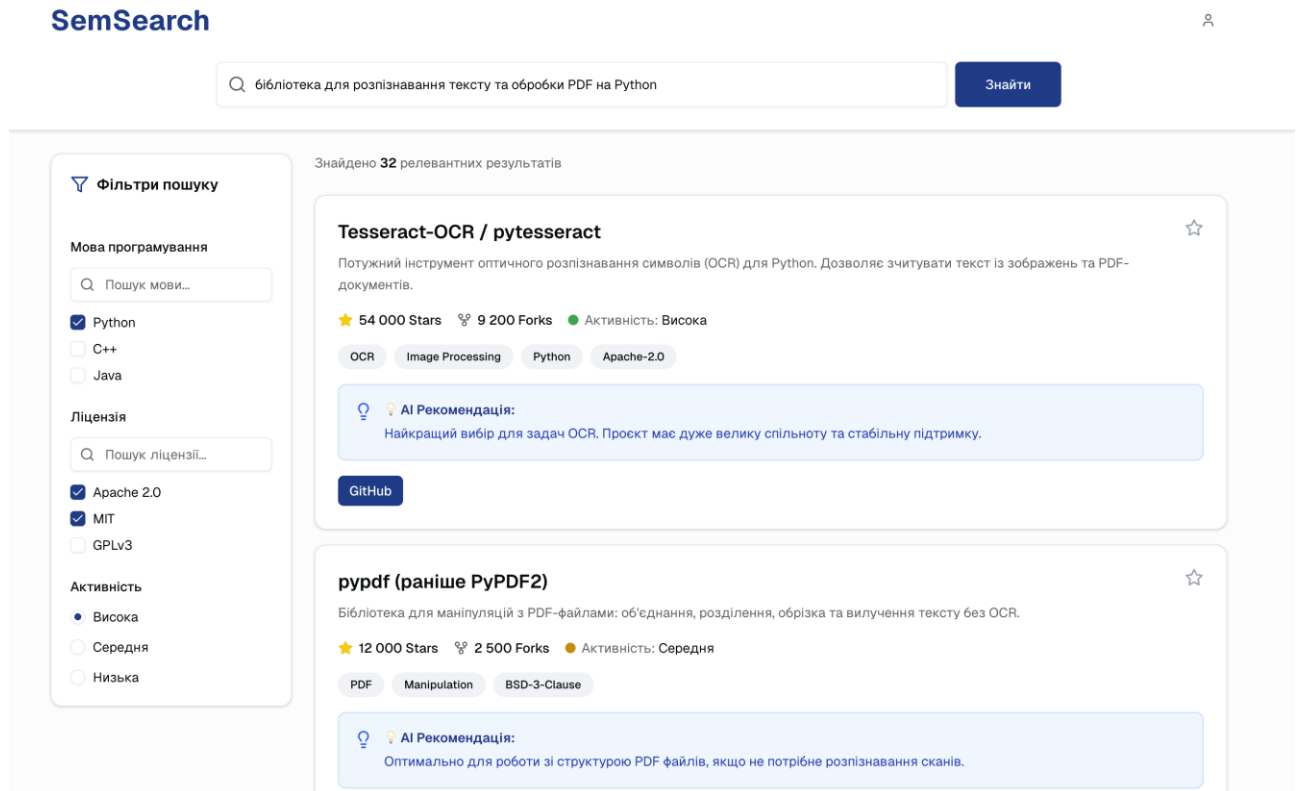 SemSearch
бібліотека для розпізнавання тексту та обробки PDF на Python
Знайти
Фільтри пошуку
Мова програмування
Пошук мови...
Python
C++
Java
Ліцензія
Пошук ліцензії...
Apache 2.0
MIT
GPLv3
Активність
Висока
Середня
Низька
Знайдено 32 релевантних результатів
Tesseract-OCR / pytesseract
Потужний інструмент оптичного розпізнавання символів (OCR) для Python. Дозволяє зчитувати текст із зображень та PDF-
документів.
54 000 Stars 9 200 Forks Активність: Висока
OCR Image Processing Python Apache-2.0
AI Рекомендація:
Найкращий вибір для задач OCR. Проєкт має дуже велику спільноту та стабільну підтримку.
GitHub
pypdf (раніше PyPDF2)
Бібліотека для маніпуляцій з PDF-файлами: об'єднання, розділення, обрізка та вилучення тексту без OCR.
12 000 Stars 2 500 Forks Активність: Середня
PDF Manipulation BSD-3-Clause
AI Рекомендація:
Оптимально для роботи зі структурою PDF файлів, якщо не потрібне розпізнавання сканів.